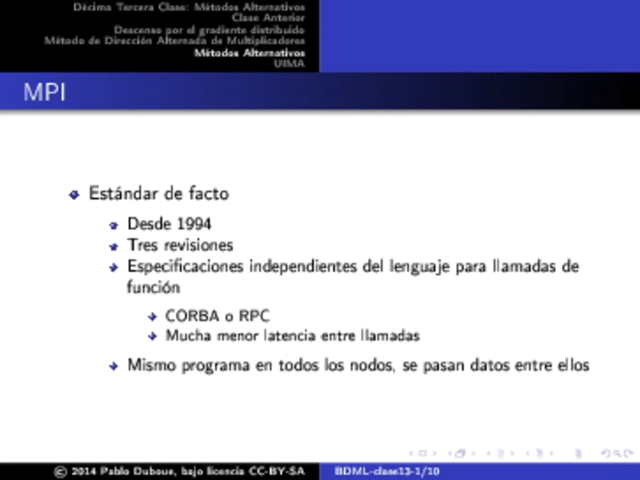 Décima Tercera Clase: Métodos Alternativos
Clase Anterior
Descenso por el gradiente distribuido
Método de Dirección Alternada de Multiplicadores
Métodos Alternativos
UIMA
MPI
Estándar de facto
Desde 1994
Tres revisiones
Especificaciones independientes del lenguaje para llamadas de
función
CORBA o RPC
Mucha menor latencia entre llamadas
Mismo programa en todos los nodos, se pasan datos entre ellos
© 2014 Pablo Duboue, bajo licencia CC-BY-SA
BDML-clase13-1/10